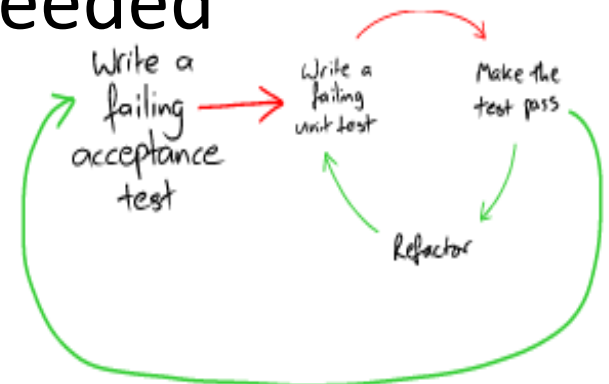 eeded
Write a
failing
acceptance
test
Write a
failing
unit test
Make the
test pass
Refactor